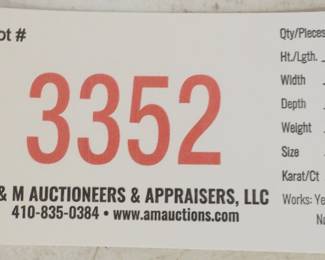 ot #
3352
& M AUCTIONEERS & APPRAISERS, LLC
410-835-0384 • www.amauctions.com
Qty/Pieces
Ht./Lgth.
Width
Depth
Weight
Size
Karat/Ct
Works: Ye
Na